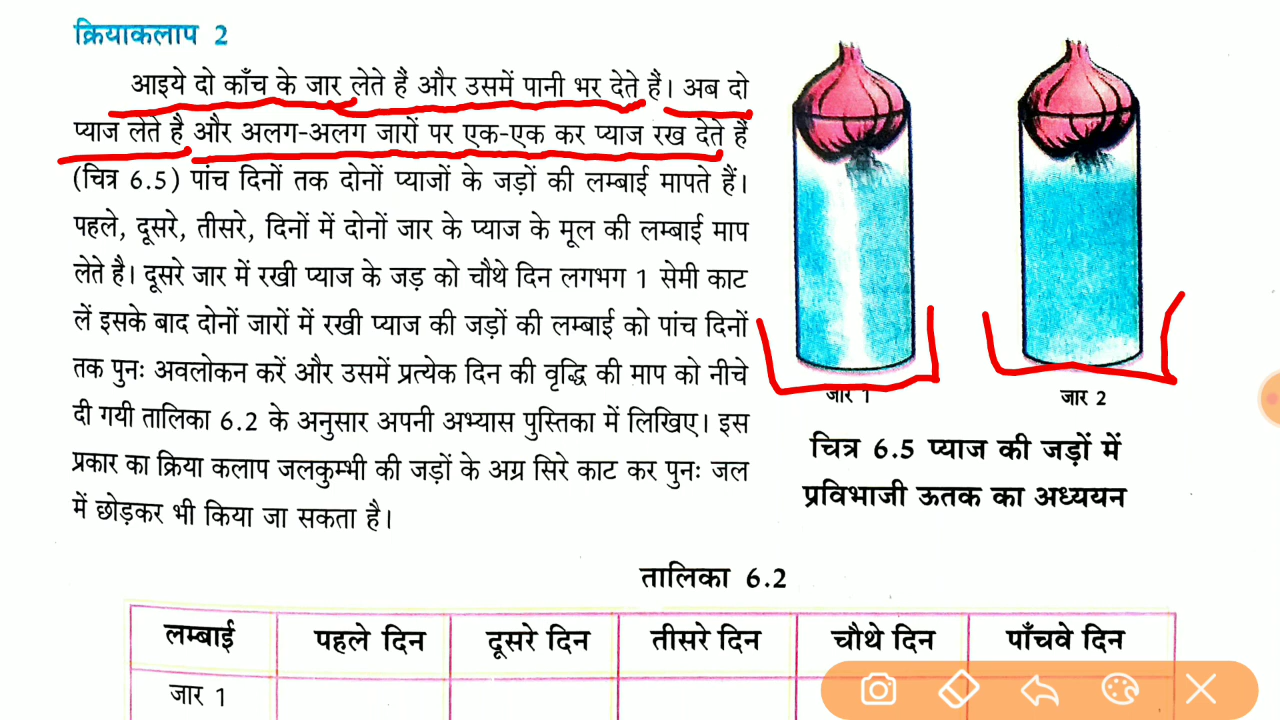 क्रियाकलाप 2
आइये दो काँच के जार लेते हैं और उसमें पानी भर देते है। अब दो
प्याज लेते है और अलग-अलग जारों पर एक-एक कर प्याज रख देते हैं
(चित्र 6.5) पांच दिनों तक दोनों प्याजों के जड़ों की लम्बाई मापते हैं।
पहले, दूसरे, तीसरे, दिनों में दोनों जार के प्याज के मूल की लम्बाई माप
लेते है। दूसरे जार में रखी प्याज के जड़ को चौथे दिन लगभग 1 सेमी काट
लें इसके बाद दोनों जारों में रखी प्याज की जड़ों की लम्बाई को पांच दिनों
तक पुनः अवलोकन करें और उसमें प्रत्येक दिन की वृद्धि की माप को नीचे
दी गयी तालिका 6.2 के अनुसार अपनी अभ्यास पुस्तिका में लिखिए। इस
प्रकार का क्रिया कलाप जलकुम्भी की जड़ों के अग्र सिरे काट कर पुनः जल
में छोड़कर भी किया जा सकता है।
जार 1 जार 2
चित्र 6.5 प्याज की जड़ों में
प्रविभाजी ऊतक का अध्ययन
तालिका 6.2
लम्बाई पहले दिन दूसरे दिन तीसरे दिन चौथे दिन पाँचवे दिन
जार 1